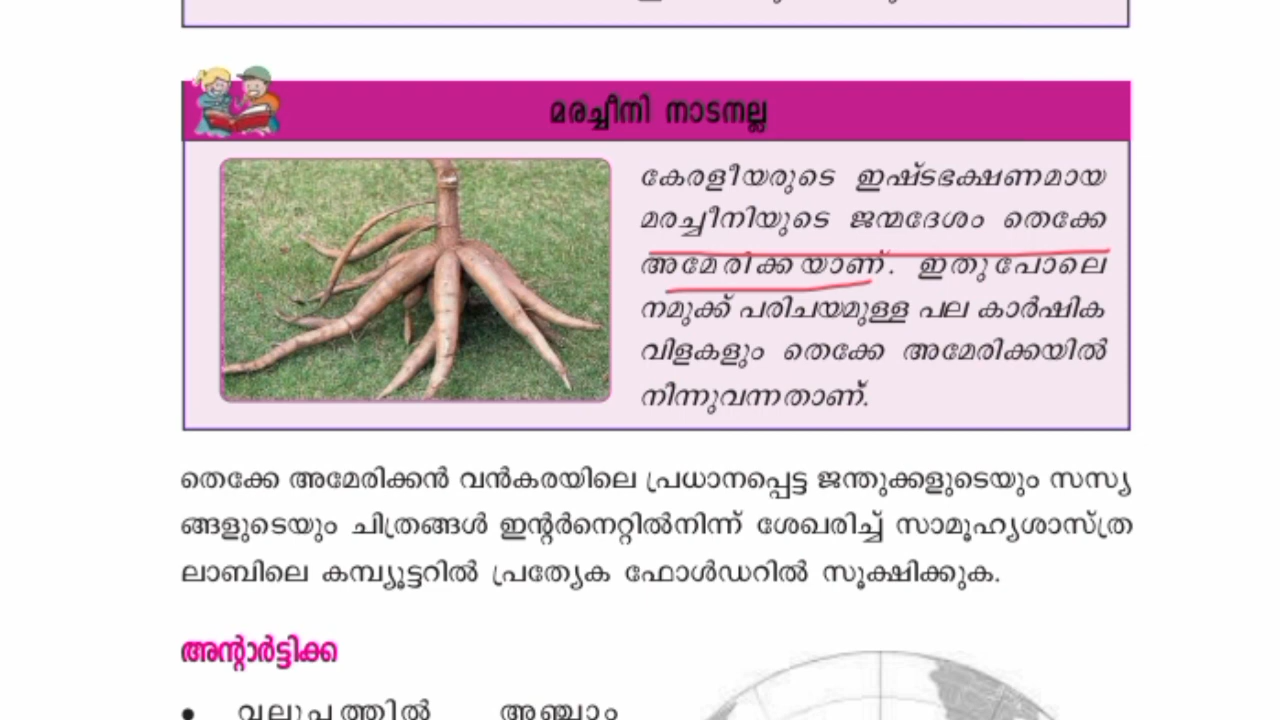 മരച്ചീനി നാടനല്ല
കേരളീയരുടെ ഇഷ്ടഭക്ഷണമായ
മരച്ചീനിയുടെ ജന്മദേശം തെക്കേ
അമേരിക്കയാണ്. ഇതുപോലെ
നമുക്ക് പരിചയമുള്ള പല കാർഷിക
വിളകളും തെക്കേ അമേരിക്കയിൽ
നിന്നുവന്നതാണ്.
തെക്കേ അമേരിക്കൻ വൻകരയിലെ പ്രധാനപ്പെട്ട ജന്തുക്കളുടെയും സസ്യ
ങ്ങളുടെയും ചിത്രങ്ങൾ ഇന്റർനെറ്റിൽനിന്ന് ശേഖരിച്ച് സാമൂഹ്യശാസ്ത്ര
ലാബിലെ കമ്പ്യൂട്ടറിൽ പ്രത്യേക ഫോൾഡറിൽ സൂക്ഷിക്കുക.
അന്റാർട്ടിക്ക
• വലുപ്പത്തിൽ അഞ്ചാം